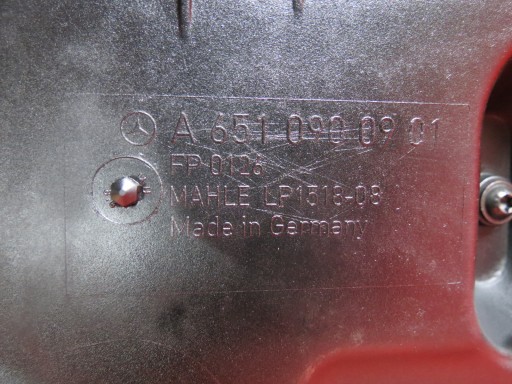 A 651 090 09 01
FP 0126
MAHLE LP1518-08
Made in Germany